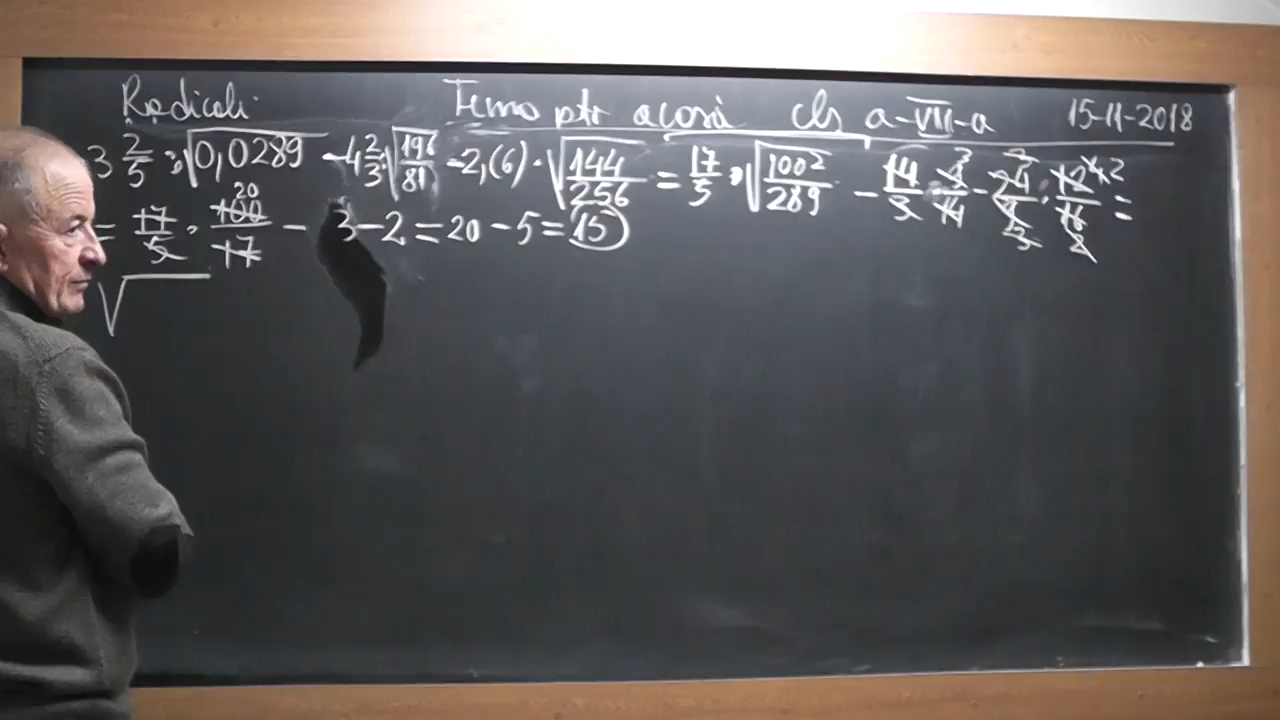 Radicali Temo ptr acasă cls a-VII-a 15-11-2018
3 2/5 : √0,0289 - 4 2/3 : √196/81 - 2,(6) · √144/256 = 17/5 : √1002/289 - 14/3 · 9/14 - 24/9 · 12/16 =
= 17/5 · 100/17 - 3 - 2 = 20 - 5 = 15
√